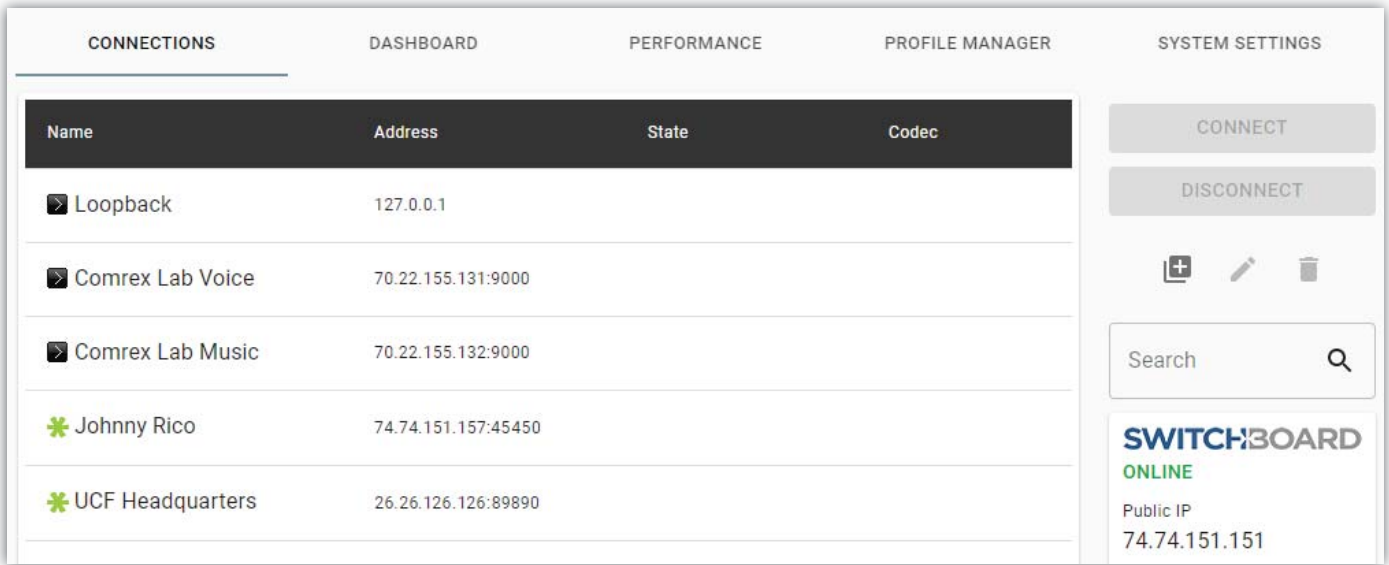 CONNECTIONS DASHBOARD PERFORMANCE PROFILE MANAGER SYSTEM SETTINGS
Name Address State Codec
Loopback 127.0.0.1
Comrex Lab Voice 70.22.155.131:9000
Comrex Lab Music 70.22.155.132:9000
Johnny Rico 74.74.151.157:45450
UCF Headquarters 26.26.126.126:89890
CONNECT
DISCONNECT
Search
SWITCHBOARD
ONLINE
Public IP
74.74.151.151